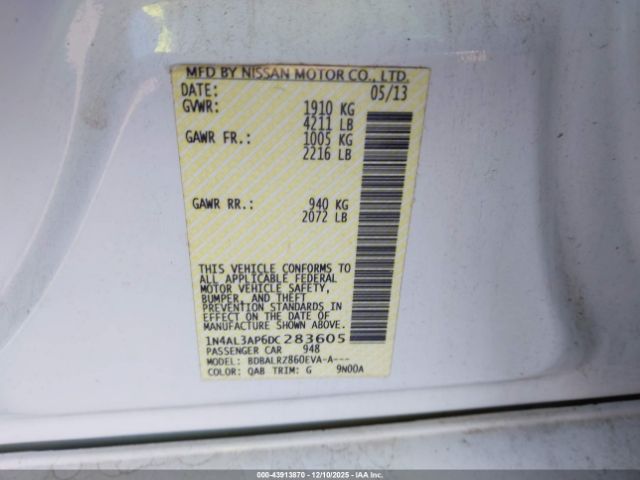 MFD BY NISSAN MOTOR CO., LTD.
DATE: 05/13
GVWR: 1910 KG
4211 LB
GAWR FR.: 1005 KG
2216 LB
GAWR RR.: 940 KG
2072 LB
THIS VEHICLE CONFORMS TO
ALL APPLICABLE FEDERAL
MOTOR VEHICLE SAFETY,
BUMPER, AND THEFT
PREVENTION STANDARDS IN
EFFECT ON THE DATE OF
MANUFACTURE SHOWN ABOVE.
1N4AL3AP6DC283605
PASSENGER CAR 948
MODEL: BDBALRZ860EVA-A---
COLOR: QAB TRIM: G 9N00A
000-43913870 - 12/10/2025 - IAA Inc.